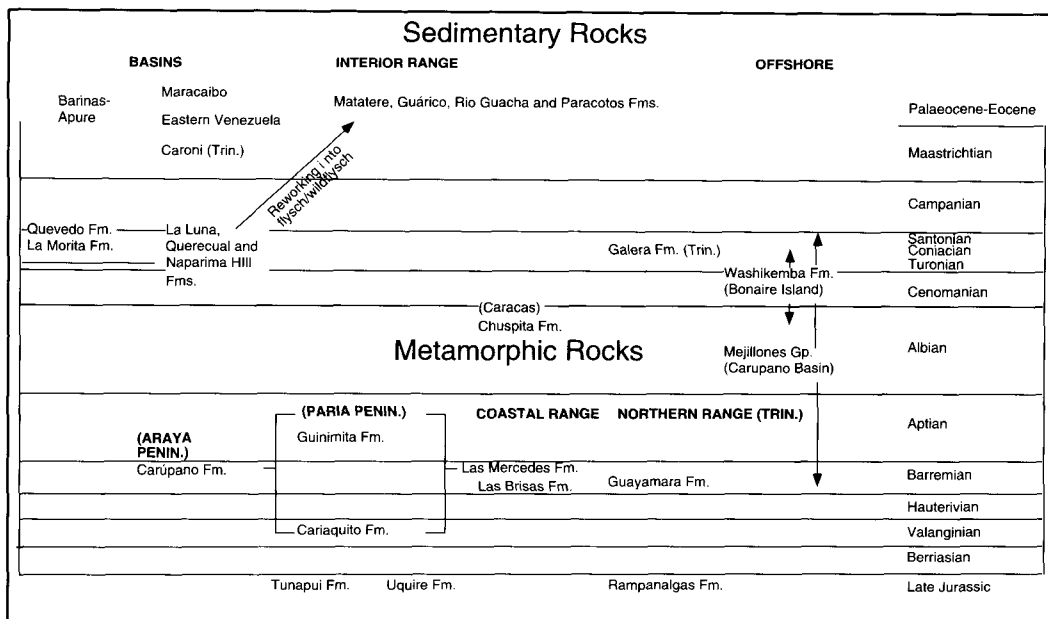 Sedimentary Rocks
BASINS
INTERIOR RANGE
OFFSHORE
Barinas-
Apure
Maracaibo
Eastern Venezuela
Caroni (Trin.)
Matatere, Guárico, Rio Guacha and Paracotos Fms.
Palaeocene-Eocene
Maastrichtian
Reworking i nto
flysch/wildflysch
Campanian
Quevedo Fm.
La Morita Fm.
La Luna,
Querecual and
Naparima HIll
Fms.
Galera Fm. (Trin.)
Santonian
Coniacian
Turonian
Washikemba Fm.
(Bonaire Island)
Cenomanian
(Caracas)
Chuspita Fm.
Metamorphic Rocks
Mejillones Gp.
(Carupano Basin)
Albian
(ARAYA
PENIN.)
Carúpano Fm.
(PARIA PENIN.)
Guinimita Fm.
COASTAL RANGE
NORTHERN RANGE (TRIN.)
Aptian
Las Mercedes Fm.
Las Brisas Fm.
Guayamara Fm.
Barremian
Hauterivian
Cariaquito Fm.
Valanginian
Berriasian
Tunapui Fm.
Uquire Fm.
Rampanalgas Fm.
Late Jurassic